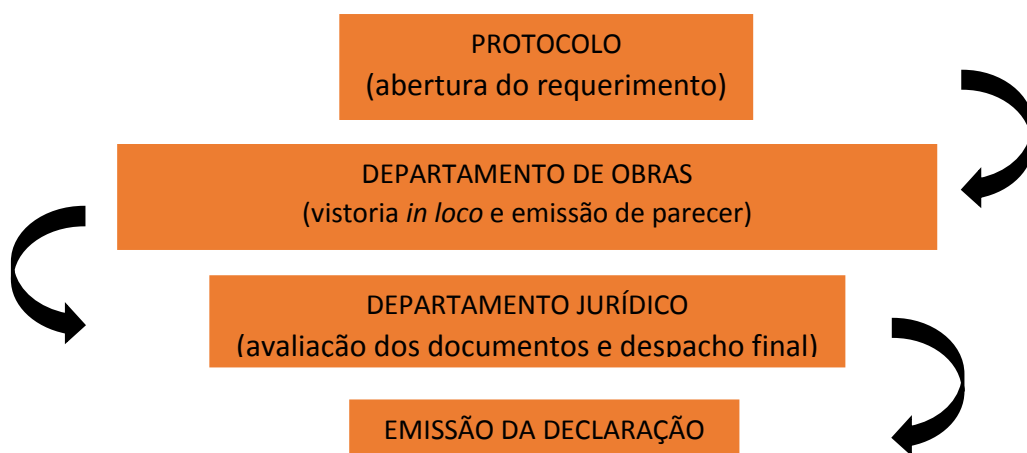 PROTOCOLO
(abertura do requerimento)
DEPARTAMENTO DE OBRAS
(vistoria in loco e emissão de parecer)
DEPARTAMENTO JURÍDICO
(avaliação dos documentos e despacho final)
EMISSÃO DA DECLARAÇÃO